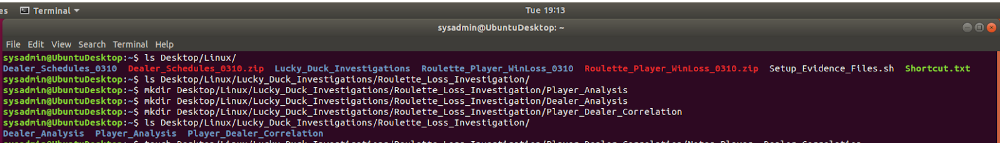 es Terminal Tue 19:13
sysadmin@UbuntuDesktop: ~
File Edit View Search Terminal Help
sysadmin@UbuntuDesktop:~$ ls Desktop/Linux/
Dealer_Schedules_0310 Dealer_Schedules_0310.zip Lucky_Duck_Investigations Roulette_Player_WinLoss_0310 Roulette_Player_WinLoss_0310.zip Setup_Evidence_Files.sh Shortcut.txt
sysadmin@UbuntuDesktop:~$ ls Desktop/Linux/Lucky_Duck_Investigations/Roulette_Loss_Investigation/
sysadmin@UbuntuDesktop:~$ mkdir Desktop/Linux/Lucky_Duck_Investigations/Roulette_Loss_Investigation/Player_Analysis
sysadmin@UbuntuDesktop:~$ mkdir Desktop/Linux/Lucky_Duck_Investigations/Roulette_Loss_Investigation/Dealer_Analysis
sysadmin@UbuntuDesktop:~$ mkdir Desktop/Linux/Lucky_Duck_Investigations/Roulette_Loss_Investigation/Player_Dealer_Correlation
sysadmin@UbuntuDesktop:~$ ls Desktop/Linux/Lucky_Duck_Investigations/Roulette_Loss_Investigation/
Dealer_Analysis Player_Analysis Player_Dealer_Correlation